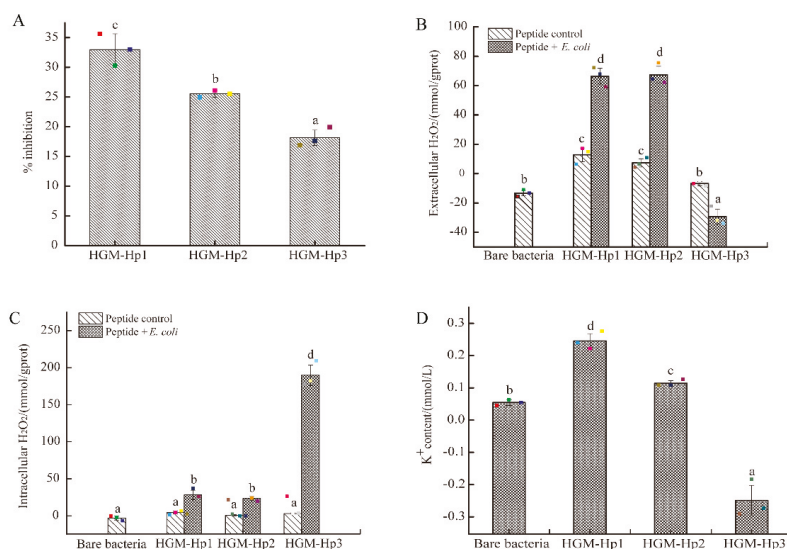 A
% inhibition
35
30
25
20
15
10
5
0
c
b
a
HGM-Hp1 HGM-Hp2 HGM-Hp3
B
Peptide control
Peptide + E. coli
Extracellular H2O2/(mmol/gprot)
100
80
60
40
20
0
-20
-40
b c d c d b a
Bare bacteria HGM-Hp1 HGM-Hp2 HGM-Hp3
C
Peptide control
Peptide + E. coli
Intracellular H2O2/(mmol/gprot)
250
200
150
100
50
0
a a b a b a d
Bare bacteria HGM-Hp1 HGM-Hp2 HGM-Hp3
D
K+ content/(mmol/L)
0.3
0.2
0.1
0.0
-0.1
-0.2
-0.3
b
d
c
a
Bare bacteria HGM-Hp1 HGM-Hp2 HGM-Hp3